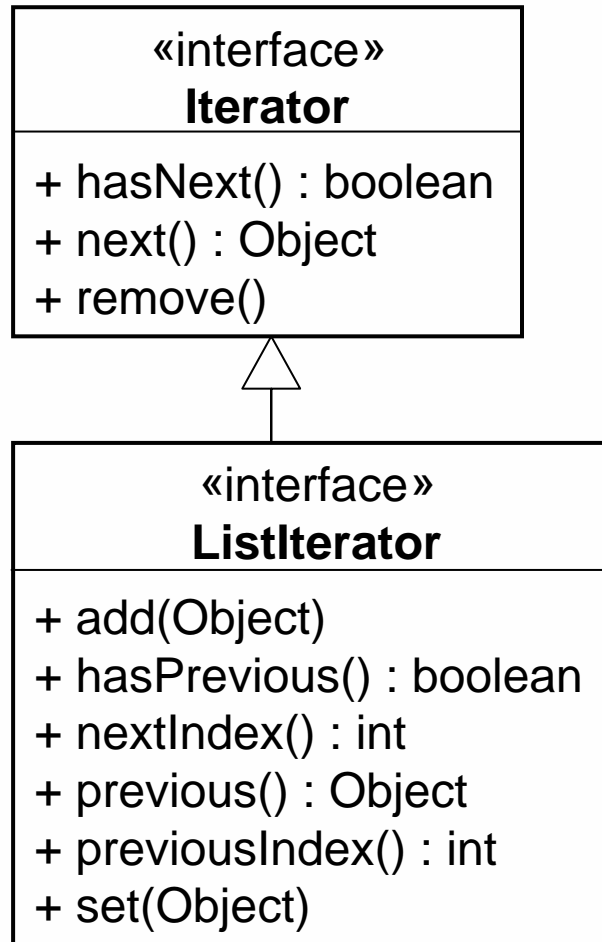 «interface»
Iterator
+ hasNext() : boolean
+ next() : Object
+ remove()
«interface»
ListIterator
+ add(Object)
+ hasPrevious() : boolean
+ nextIndex() : int
+ previous() : Object
+ previousIndex() : int
+ set(Object)